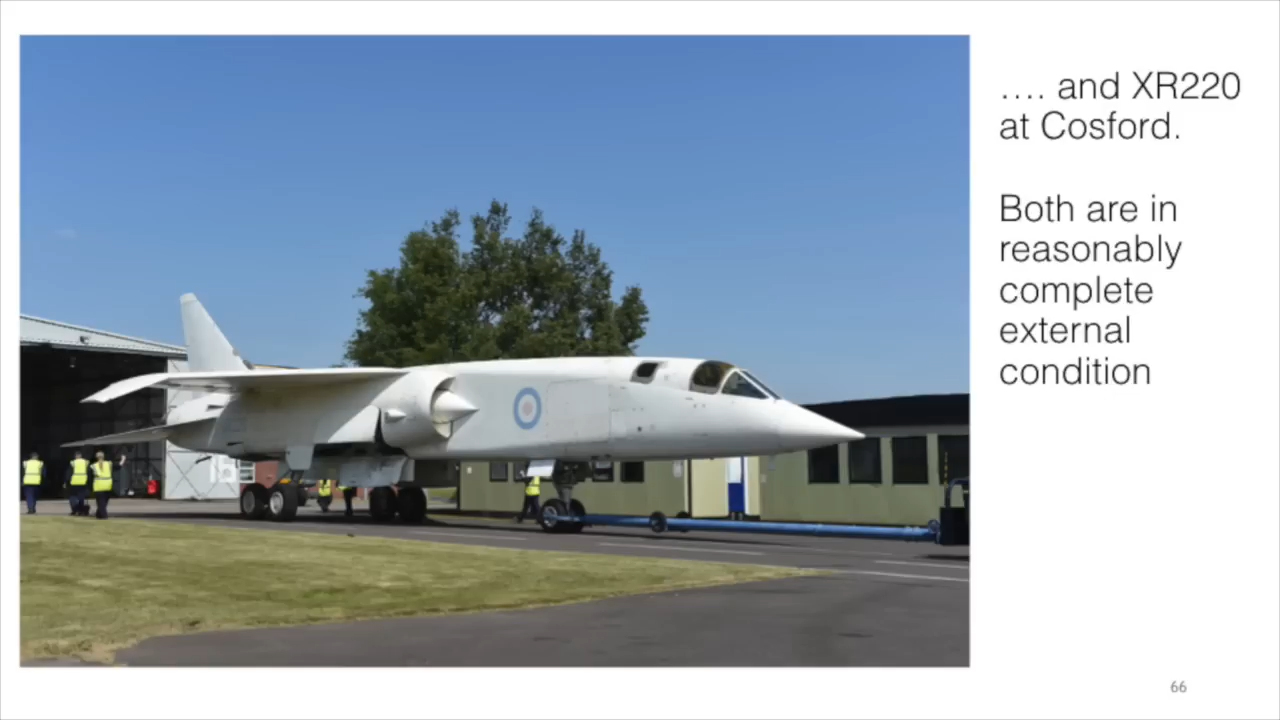 .... and XR220
at Cosford.
Both are in
reasonably
complete
external
condition
66